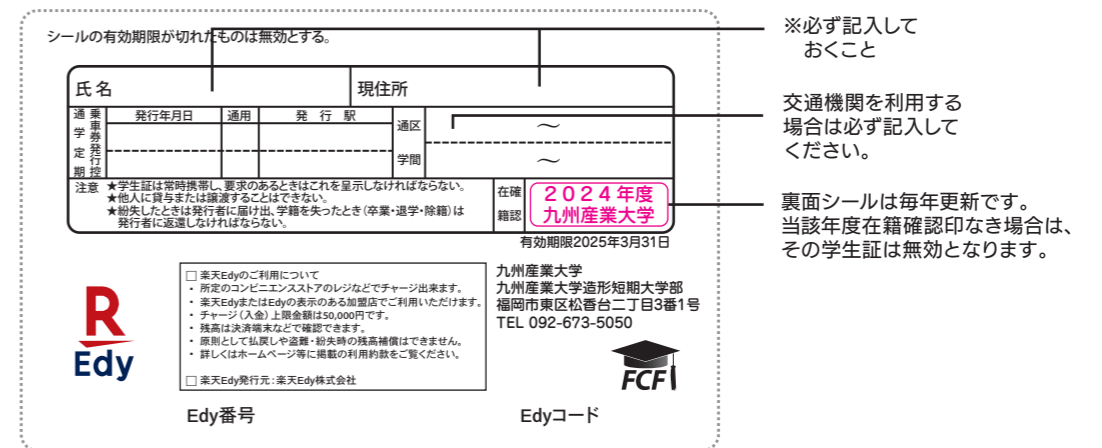 シールの有効期限が切れたものは無効とする。
※必ず記入して
おくこと
氏名
現住所
交通機関を利用する
場合は必ず記入して
ください。
通学定期
乗車券発行控
発行年月日
通用
発行駅
通学
区間
～
～
注意
★学生証は常時携帯し、要求のあるときはこれを呈示しなければならない。
★他人に貸与または譲渡することはできない。
★紛失したときは発行者に届け出、学籍を失ったとき（卒業・退学・除籍）は
発行者に返還しなければならない。
在籍
確認
2024年度
九州産業大学
裏面シールは毎年更新です。
当該年度在籍確認印なき場合は、
その学生証は無効となります。
有効期限2025年3月31日
R
Edy
□ 楽天Edyのご利用について
・ 所定のコンビニエンスストアのレジなどでチャージ出来ます。
・ 楽天EdyまたはEdyの表示のある加盟店でご利用いただけます。
・ チャージ（入金）上限金額は50,000円です。
・ 残高は決済端末などで確認できます。
・ 原則として払戻しや盗難・紛失時の残高補償はできません。
・ 詳しくはホームページ等に掲載の利用約款をご覧ください。
□ 楽天Edy発行元：楽天Edy株式会社
九州産業大学
九州産業大学造形短期大学部
福岡市東区松香台二丁目3番1号
TEL 092-673-5050
FCF
Edy番号
Edyコード